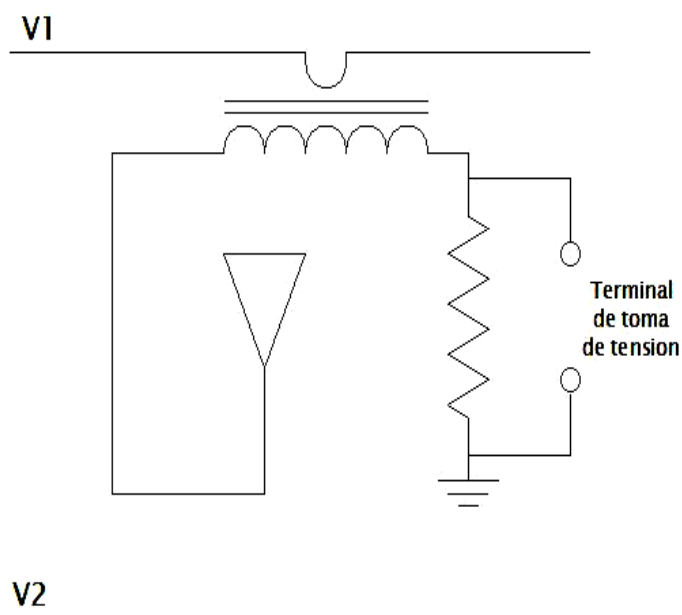 V1
Terminal
de toma
de tension
V2